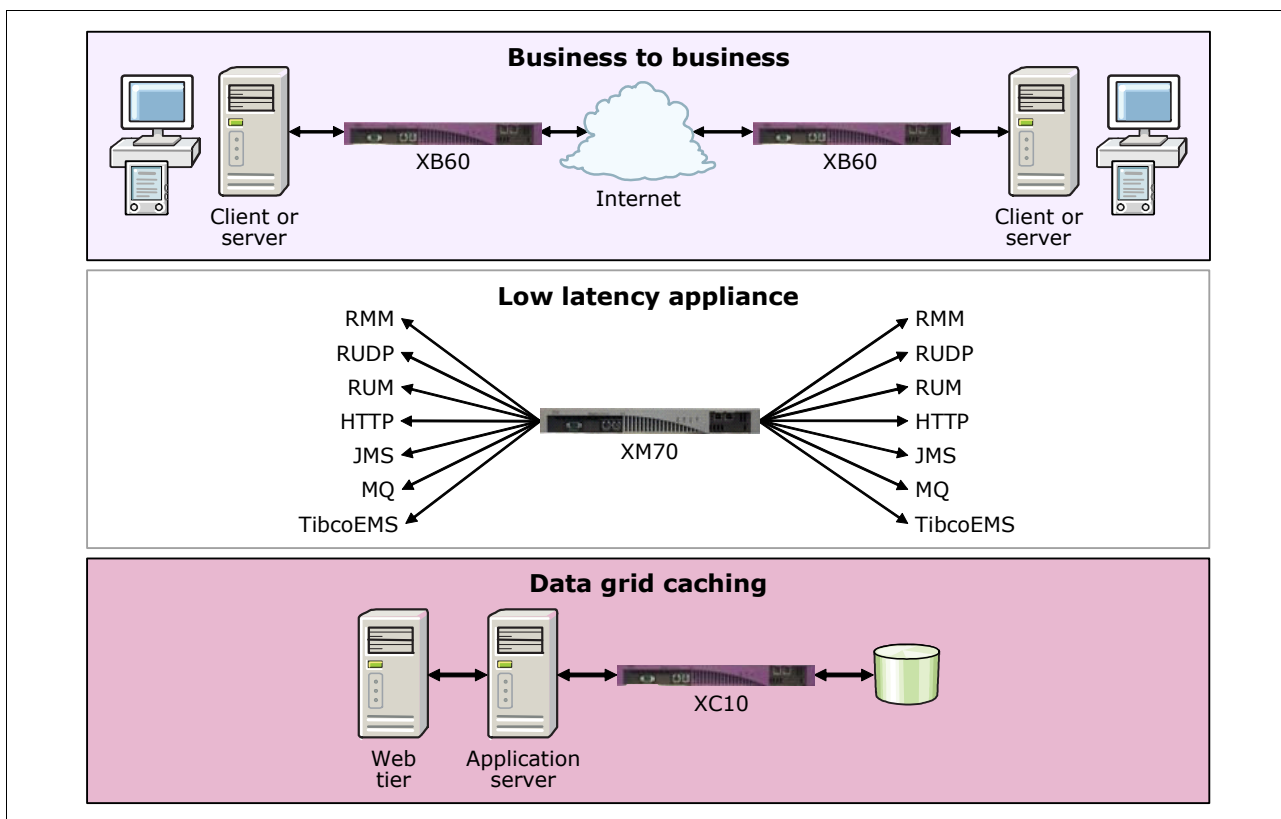 Business to business
XB60
XB60
Internet
Client or
server
Client or
server
Low latency appliance
RMM
RUDP
RUM
HTTP
JMS
MQ
TibcoEMS
XM70
RMM
RUDP
RUM
HTTP
JMS
MQ
TibcoEMS
Data grid caching
XC10
Web
tier
Application
server